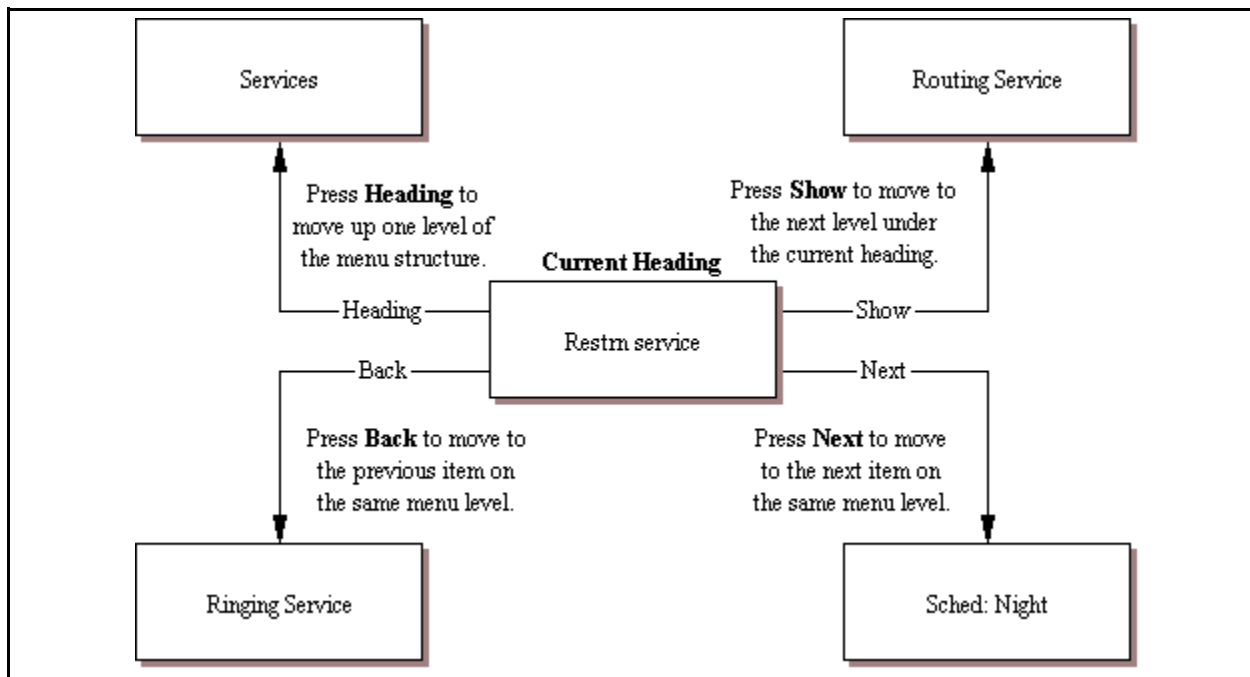 Services
Routing Service
Press Heading to
move up one level of
the menu structure.
Press Show to move to
the next level under
the current heading.
Current Heading
Heading
Restrn service
Show
Back
Next
Press Back to move to
the previous item on
the same menu level.
Press Next to move
to the next item on
the same menu level.
Ringing Service
Sched: Night